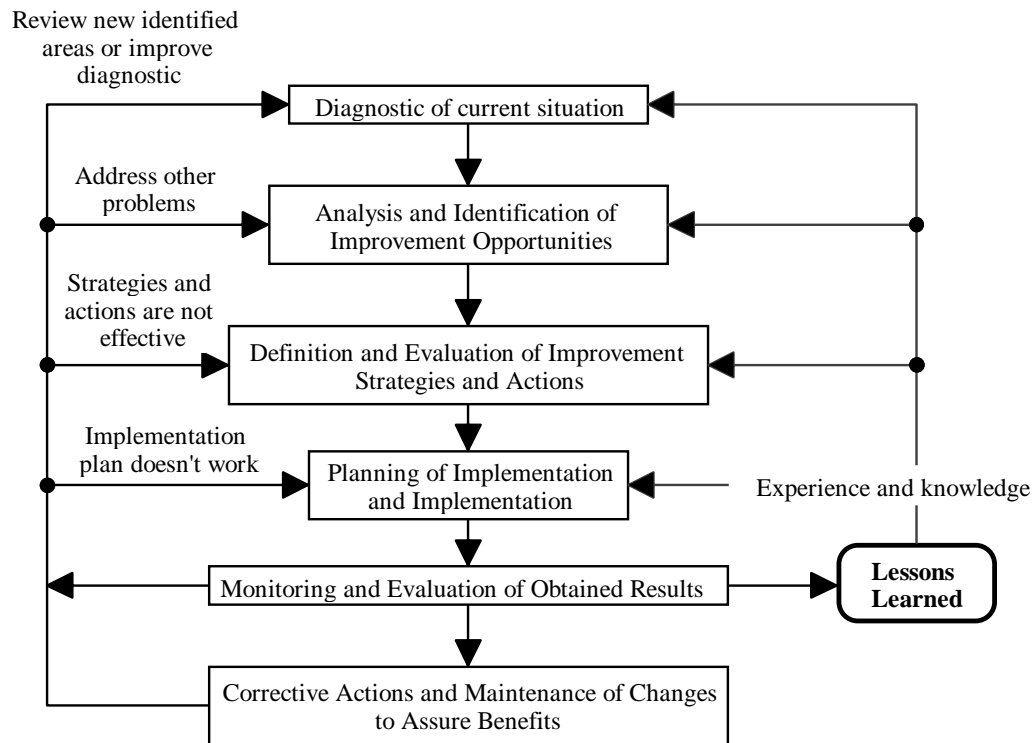 Review new identified
areas or improve
diagnostic
Diagnostic of current situation
Address other
problems
Analysis and Identification of
Improvement Opportunities
Strategies and
actions are not
effective
Definition and Evaluation of Improvement
Strategies and Actions
Implementation
plan doesn't work
Planning of Implementation
and Implementation
Experience and knowledge
Monitoring and Evaluation of Obtained Results
Lessons
Learned
Corrective Actions and Maintenance of Changes
to Assure Benefits